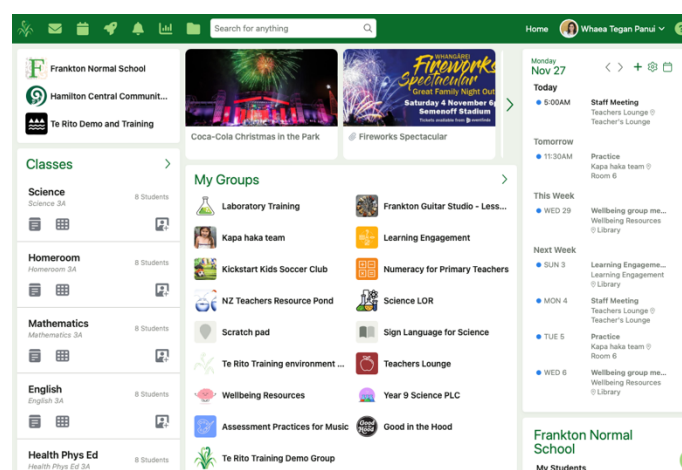 Search for anything
Home
Whaea Tegan Panui
Frankton Normal School
Hamilton Central Communit...
Te Rito Demo and Training
Classes
Science
Science 3A
8 Students
Homeroom
Homeroom 3A
8 Students
Mathematics
Mathematics 3A
8 Students
English
English 3A
8 Students
Health Phys Ed
Health Phys Ed 3A
8 Students
Coca-Cola Christmas in the Park
WHANGĀREI
Fireworks
Spectacular
Great Family Night Out
Saturday 4 November 6p
Semenoff Stadium
Tickets available from eventfinda
Fireworks Spectacular
My Groups
Laboratory Training
Frankton Guitar Studio - Less...
Kapa haka team
Learning Engagement
Kickstart Kids Soccer Club
Numeracy for Primary Teachers
NZ Teachers Resource Pond
Science LOR
Scratch pad
Sign Language for Science
Te Rito Training environment ...
Teachers Lounge
Wellbeing Resources
Year 9 Science PLC
Assessment Practices for Music
Good in the Hood
Good in the Hood
Te Rito Training Demo Group
Monday
Nov 27
Today
5:00AM
Staff Meeting
Teachers Lounge
Teacher's Lounge
Tomorrow
11:30AM
Practice
Kapa haka team
Room 6
This Week
WED 29
Wellbeing group me...
Wellbeing Resources
Library
Next Week
SUN 3
Learning Engageme...
Learning Engagement
Library
MON 4
Staff Meeting
Teachers Lounge
Teacher's Lounge
TUE 5
Practice
Kapa haka team
Room 6
WED 6
Wellbeing group me...
Wellbeing Resources
Library
Frankton Normal
School
My Students